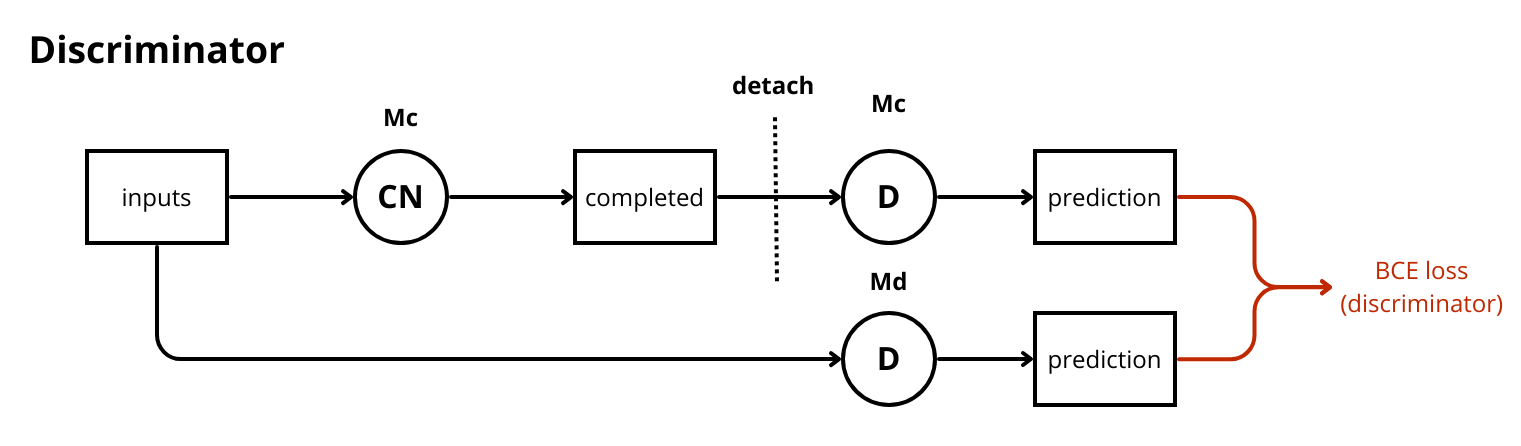 Discriminator
detach
Mc
Mc
inputs
CN
completed
D
prediction
Md
BCE loss
(discriminator)
D
prediction